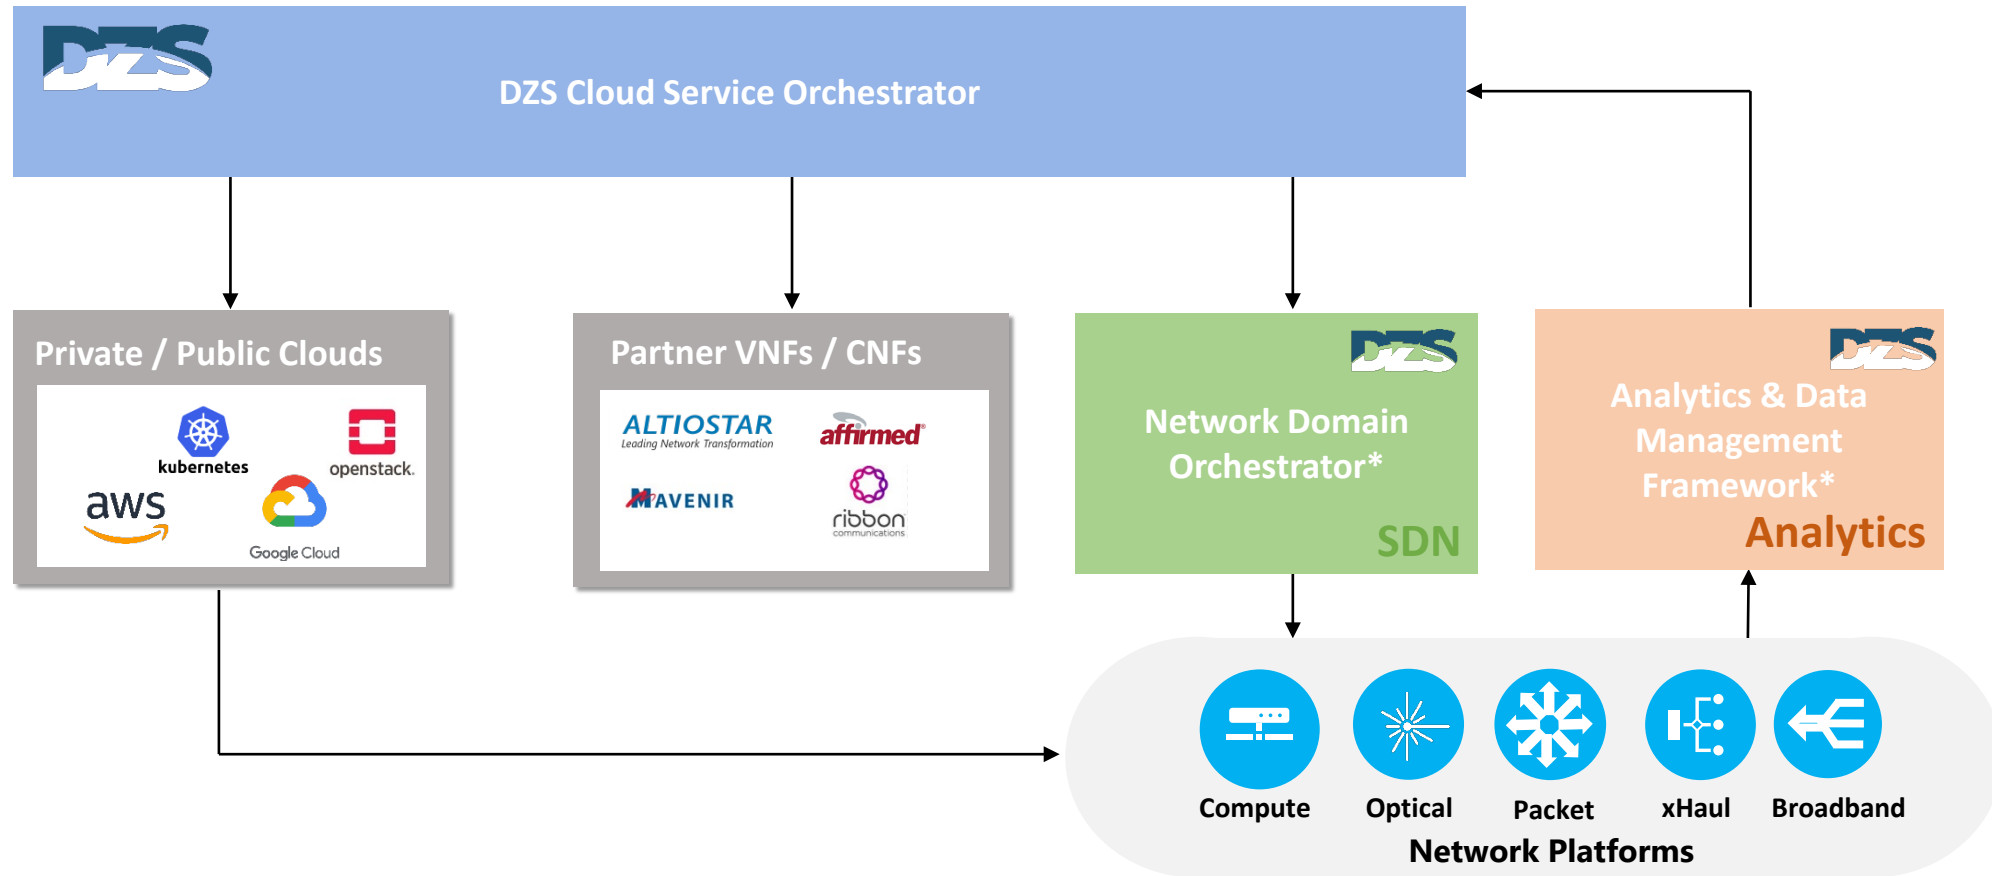 DZS
DZS Cloud Service Orchestrator
Private / Public Clouds
kubernetes
openstack.
aws
Google Cloud
Partner VNFs / CNFs
ALTIOSTAR
Leading Network Transformation
affirmed®
MAVENIR
ribbon
communications
DZS
Network Domain
Orchestrator*
SDN
DZS
Analytics & Data
Management
Framework*
Analytics
Compute
Optical
Packet
xHaul
Broadband
Network Platforms